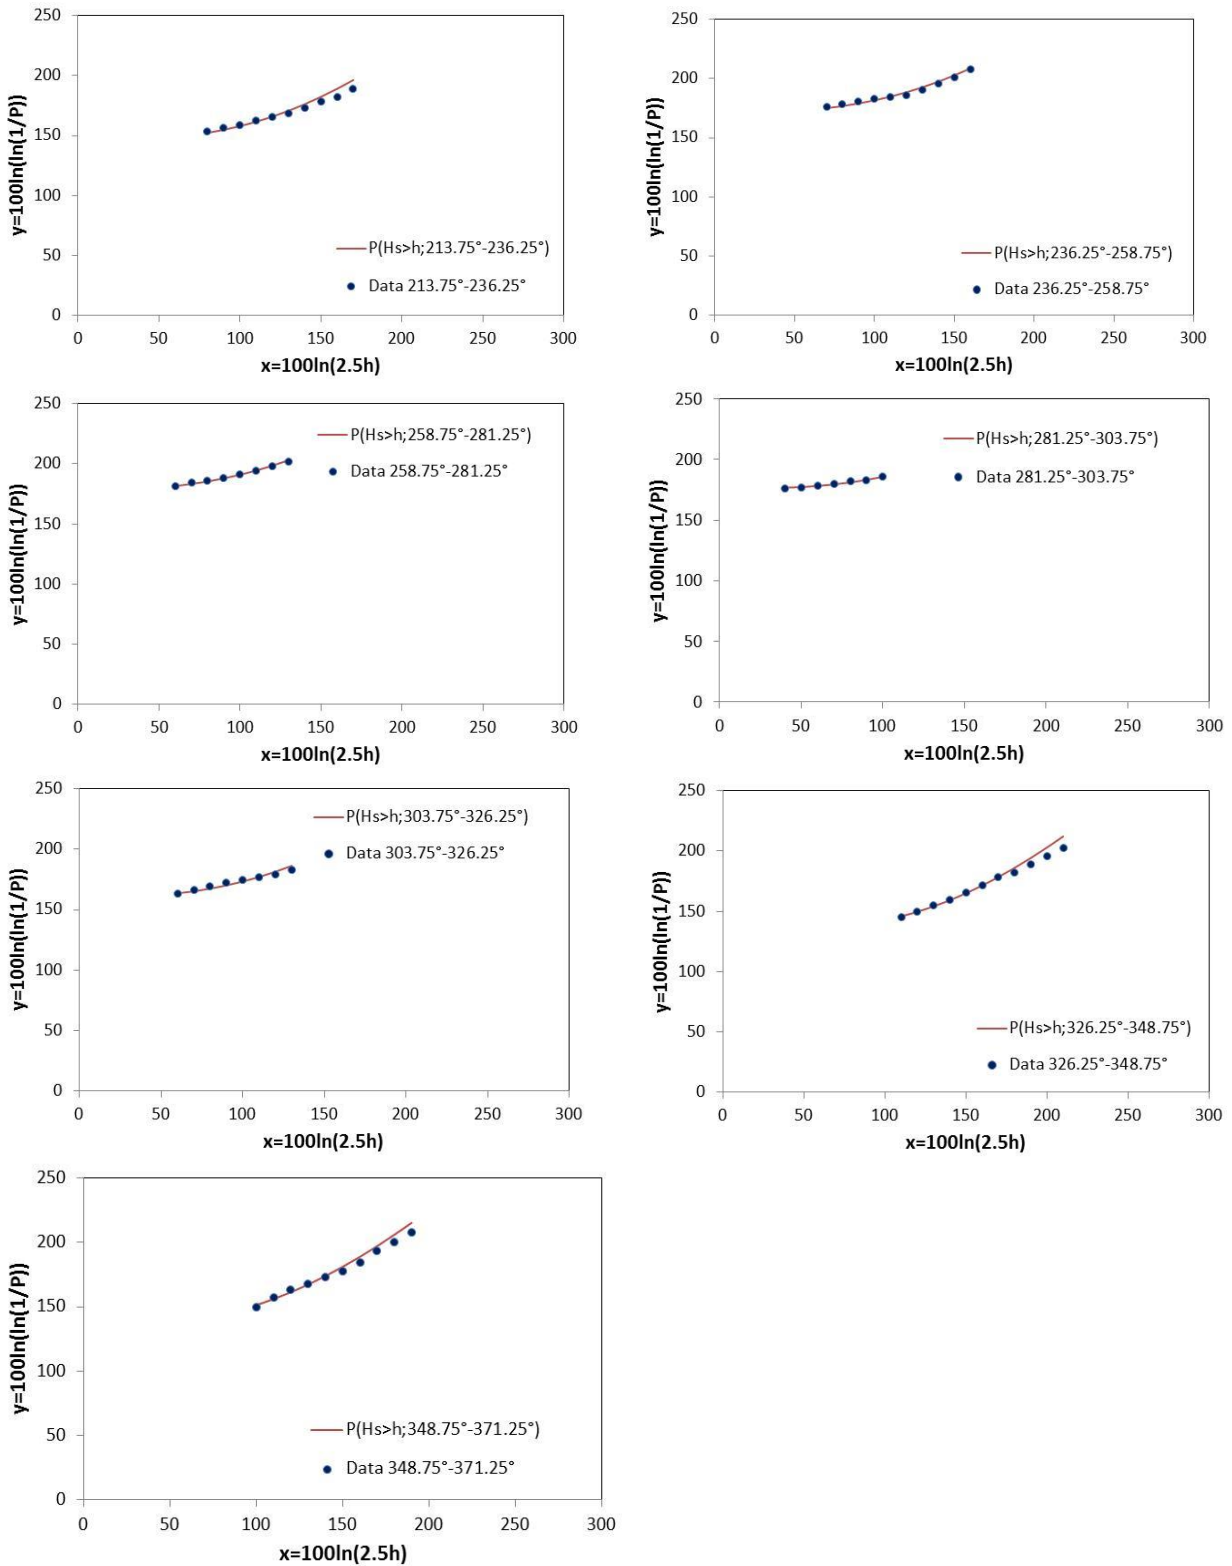 250
200
150
100
50
0
y=100ln(ln(1/P))
P(Hs>h;213.75°-236.25°)
Data 213.75°-236.25°
0 50 100 150 200 250 300
x=100ln(2.5h)
250
200
150
100
50
0
y=100ln(ln(1/P))
P(Hs>h;236.25°-258.75°)
Data 236.25°-258.75°
0 50 100 150 200 250 300
x=100ln(2.5h)
250
200
150
100
50
0
y=100ln(ln(1/P))
P(Hs>h;258.75°-281.25°)
Data 258.75°-281.25°
0 50 100 150 200 250 300
x=100ln(2.5h)
250
200
150
100
50
0
y=100ln(ln(1/P))
P(Hs>h;281.25°-303.75°)
Data 281.25°-303.75°
0 50 100 150 200 250 300
x=100ln(2.5h)
250
200
150
100
50
0
y=100ln(ln(1/P))
P(Hs>h;303.75°-326.25°)
Data 303.75°-326.25°
0 50 100 150 200 250 300
x=100ln(2.5h)
250
200
150
100
50
0
y=100ln(ln(1/P))
P(Hs>h;326.25°-348.75°)
Data 326.25°-348.75°
0 50 100 150 200 250 300
x=100ln(2.5h)
250
200
150
100
50
0
y=100ln(ln(1/P))
P(Hs>h;348.75°-371.25°)
Data 348.75°-371.25°
0 50 100 150 200 250 300
x=100ln(2.5h)